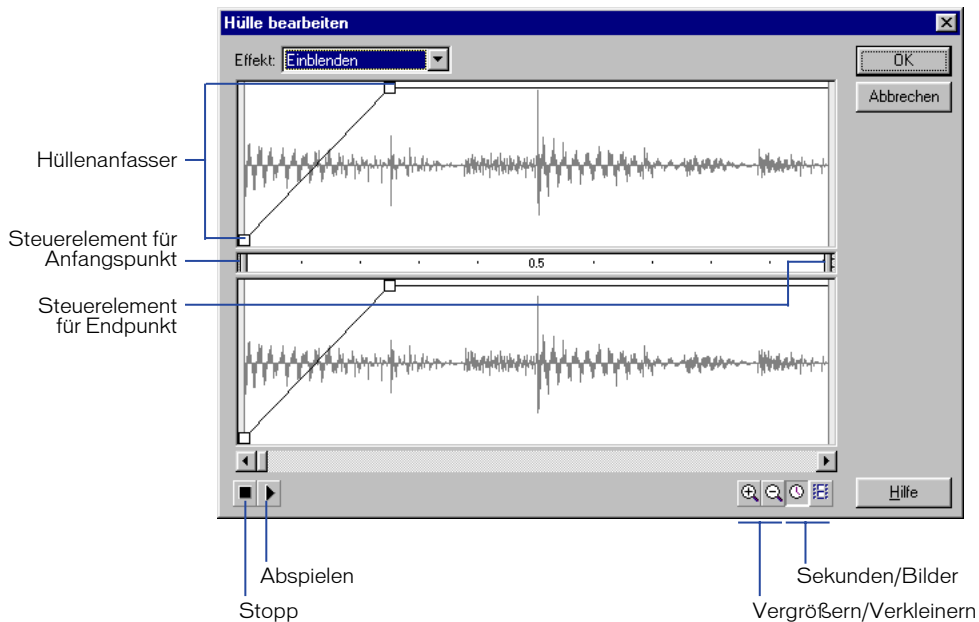 Hülle bearbeiten
Effekt: Einblenden
OK
Abbrechen
Hüllenanfasser
Steuerelement für
Anfangspunkt
0.5
Steuerelement
für Endpunkt
Hilfe
Abspielen
Stopp
Sekunden/Bilder
Vergrößern/Verkleinern